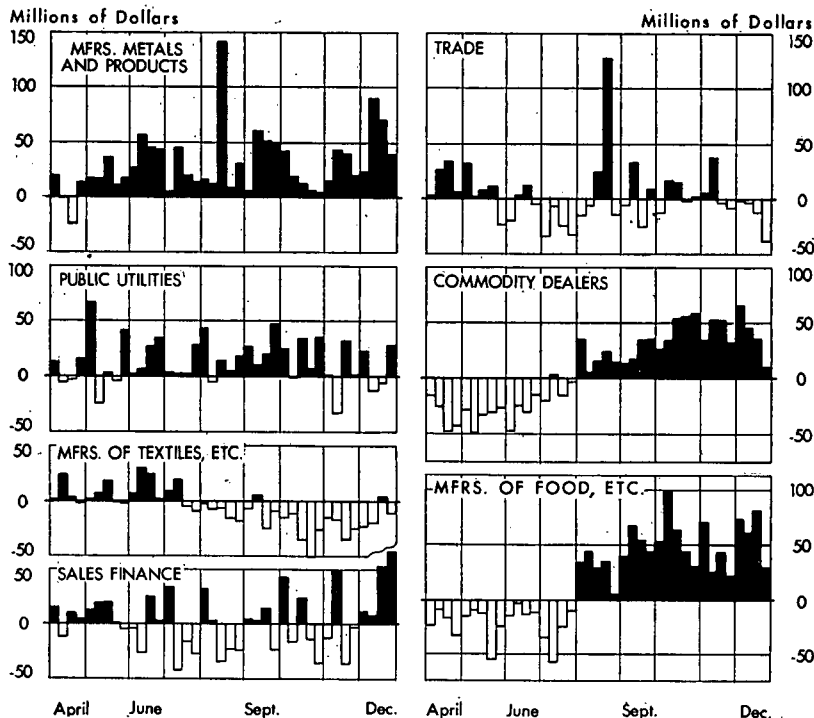 Millions of Dollars
150
100
50
0
-50
MFRS. METALS
AND PRODUCTS
100
50
0
-50
PUBLIC UTILITIES
50
0
-50
MFRS. OF TEXTILES, ETC.
50
0
-50
SALES FINANCE
April June Sept. Dec.
Millions of Dollars
150
100
50
0
-50
TRADE
100
50
0
-50
COMMODITY DEALERS
100
50
0
-50
MFRS. OF FOOD, ETC.
April June Sept. Dec.